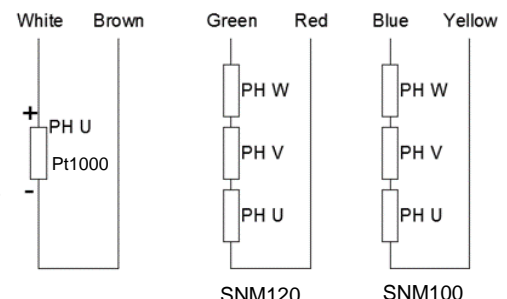 White Brown Green Red Blue Yellow
+
PH U
Pt1000
-
PH W
PH V
PH U
SNM120
PH W
PH V
PH U
SNM100